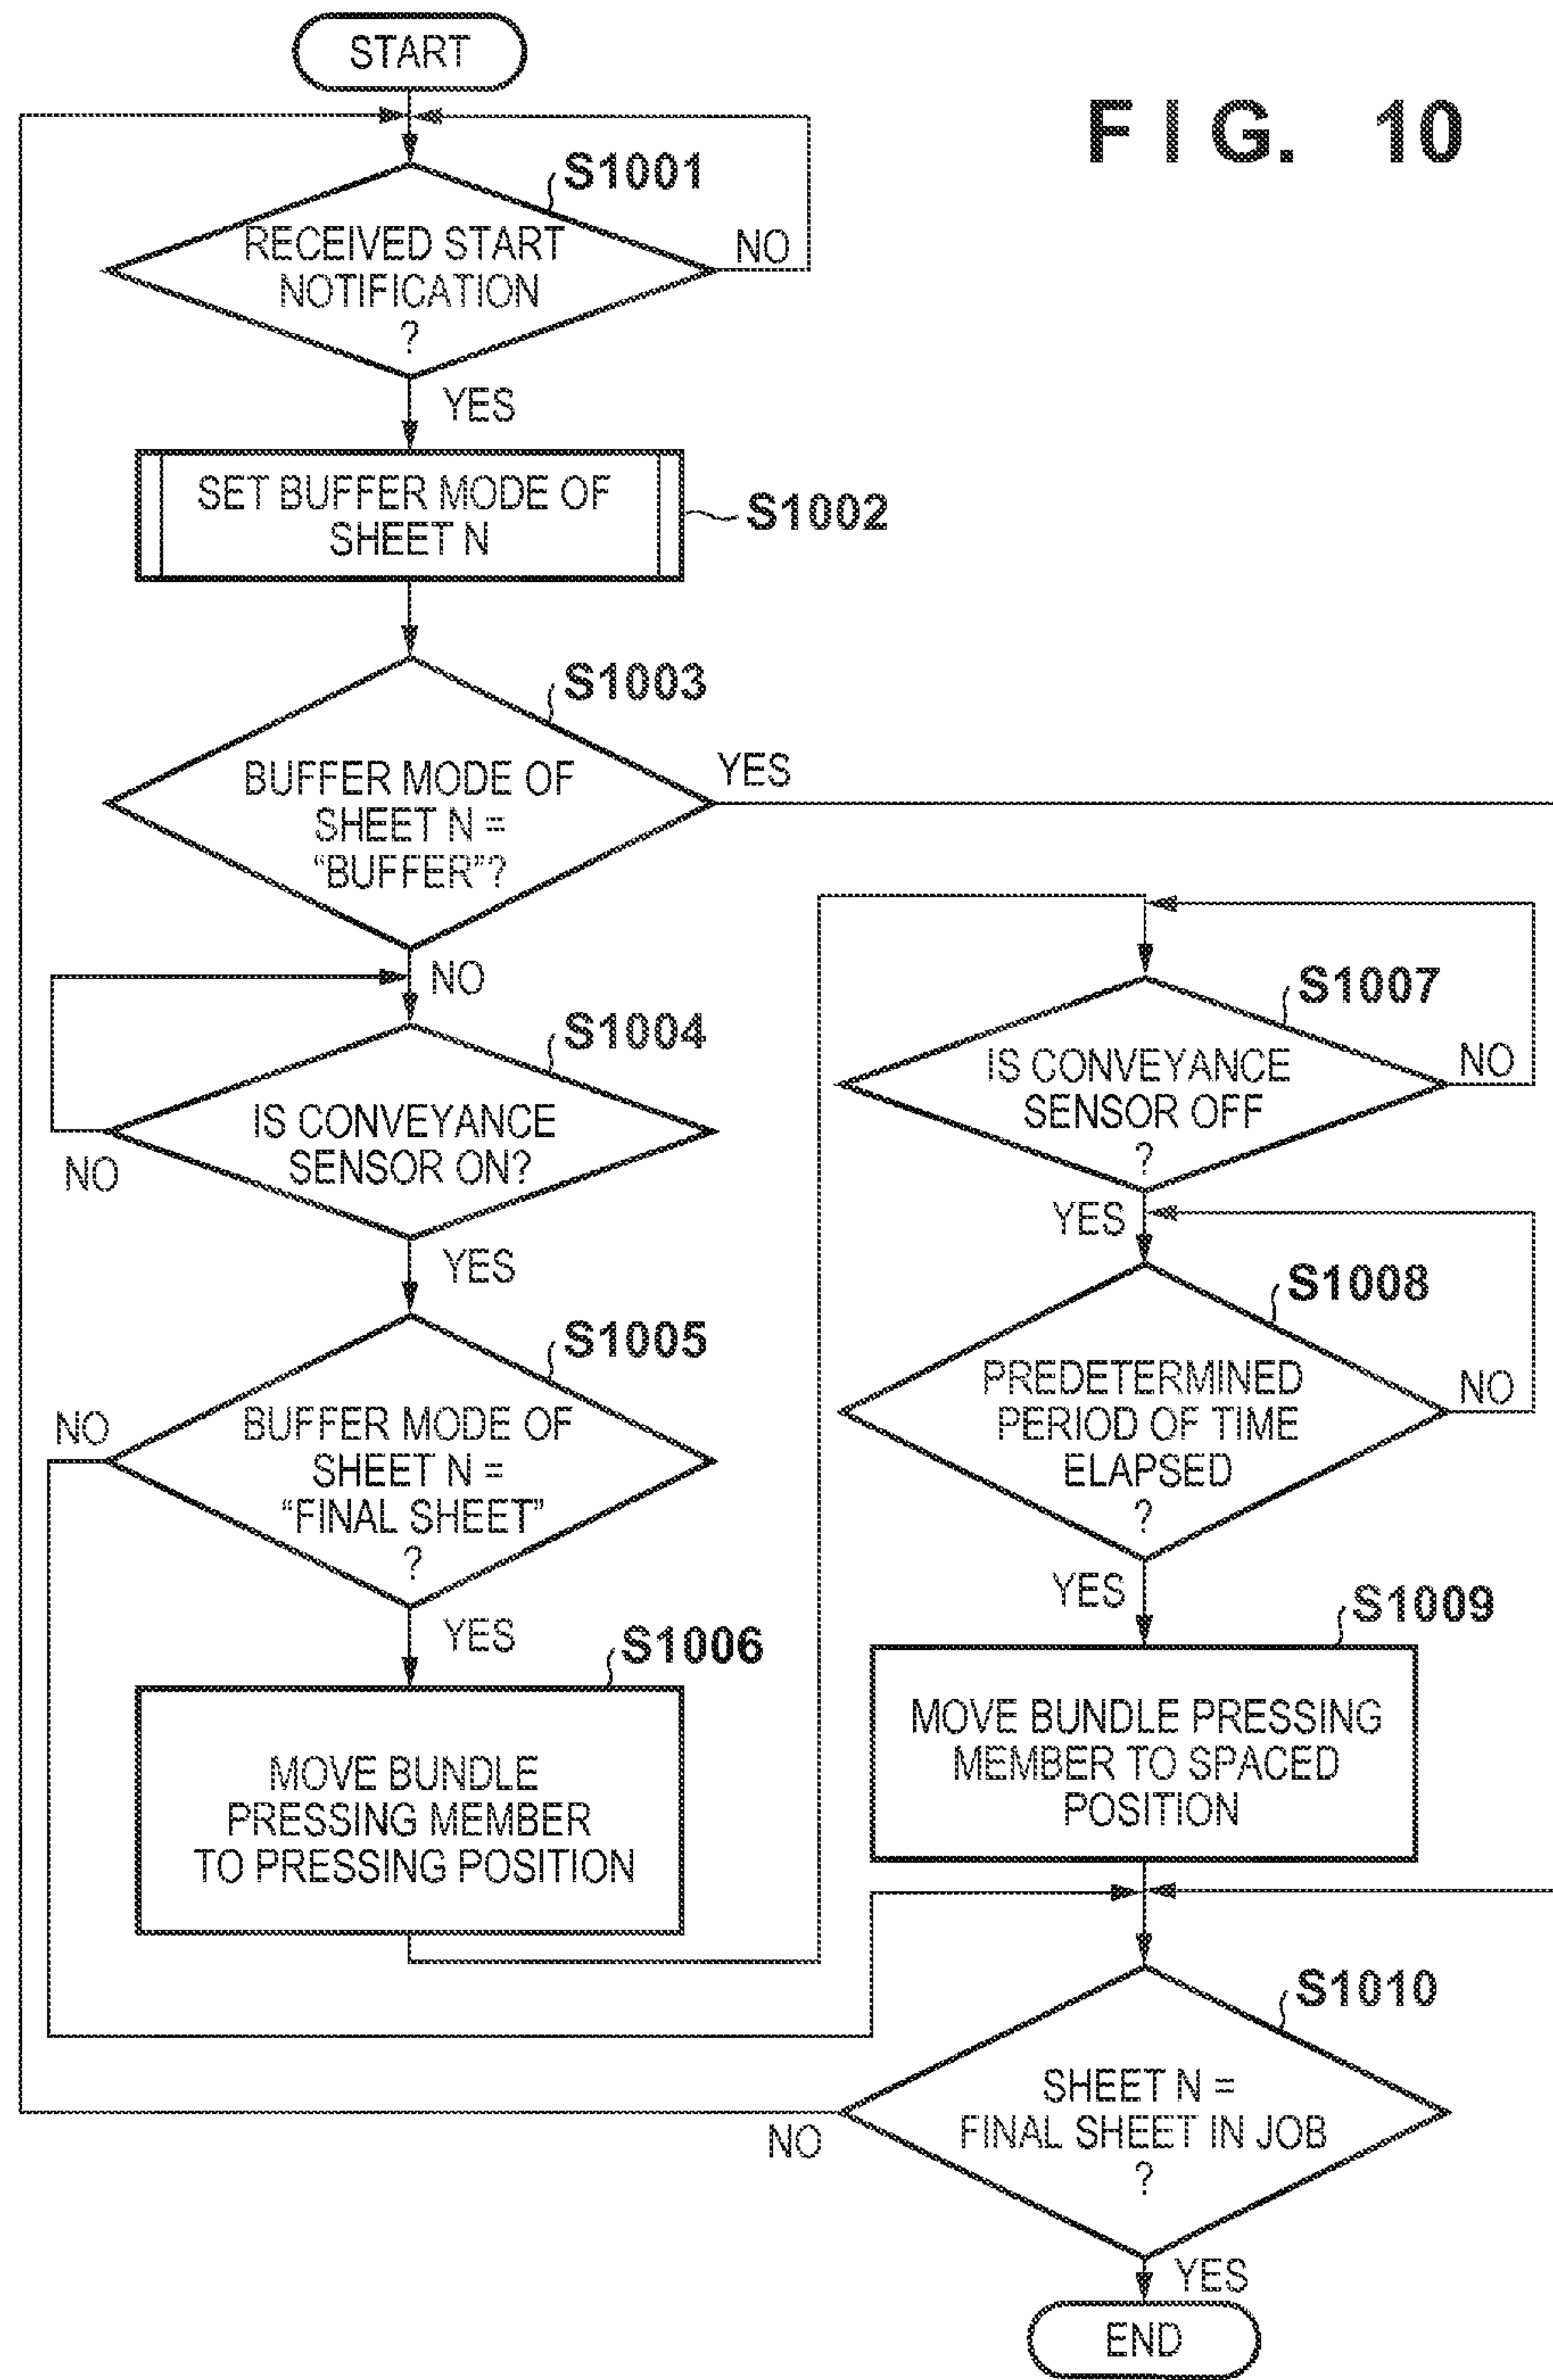 FIG. 10
START
S1001
RECEIVED START
NOTIFICATION
?
NO
YES
SET BUFFER MODE OF
SHEET N
S1002
S1003
BUFFER MODE OF
SHEET N =
“BUFFER”?
YES
NO
S1004
IS CONVEYANCE
SENSOR ON?
NO
YES
S1005
BUFFER MODE OF
SHEET N =
“FINAL SHEET”
?
NO
YES
S1006
MOVE BUNDLE
PRESSING MEMBER
TO PRESSING POSITION
S1007
IS CONVEYANCE
SENSOR OFF
?
NO
YES
S1008
PREDETERMINED
PERIOD OF TIME
ELAPSED
?
NO
YES
S1009
MOVE BUNDLE PRESSING
MEMBER TO SPACED
POSITION
S1010
SHEET N =
FINAL SHEET IN JOB
?
NO
YES
END